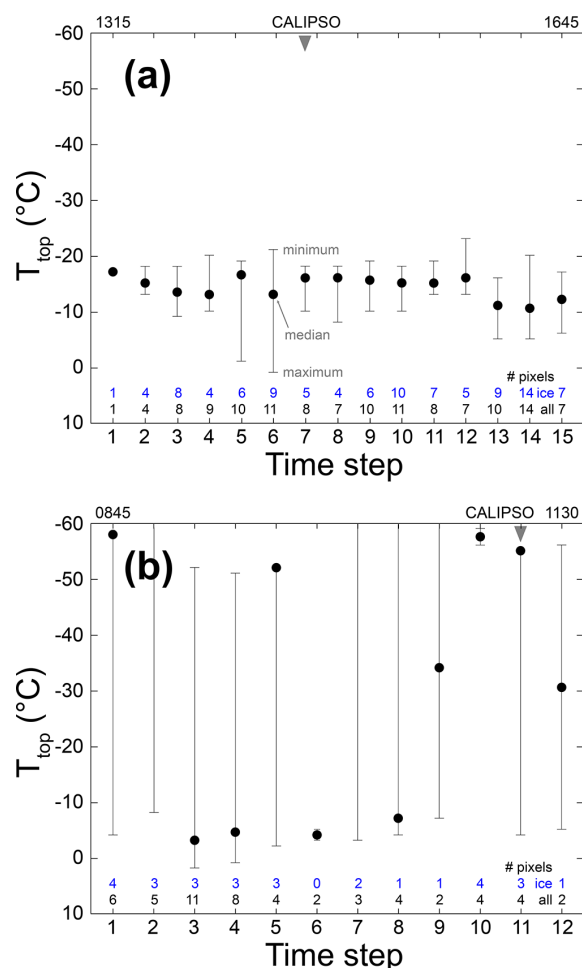 1315 CALIPSO 1645
-60
(a)
-50
-40
-30
-20
-10
0
10
T_top (°C)
minimum
median
maximum
# pixels
1 4 8 4 6 9 5 4 6 10 7 5 9 14 ice 7
1 4 8 9 10 11 8 7 10 11 8 7 10 14 all 7
1 2 3 4 5 6 7 8 9 10 11 12 13 14 15
Time step
0845 CALIPSO 1130
-60
(b)
-50
-40
-30
-20
-10
0
10
T_top (°C)
# pixels
4 3 3 3 3 0 2 1 1 4 3 ice 1
6 5 11 8 4 2 3 4 2 4 4 all 2
1 2 3 4 5 6 7 8 9 10 11 12
Time step